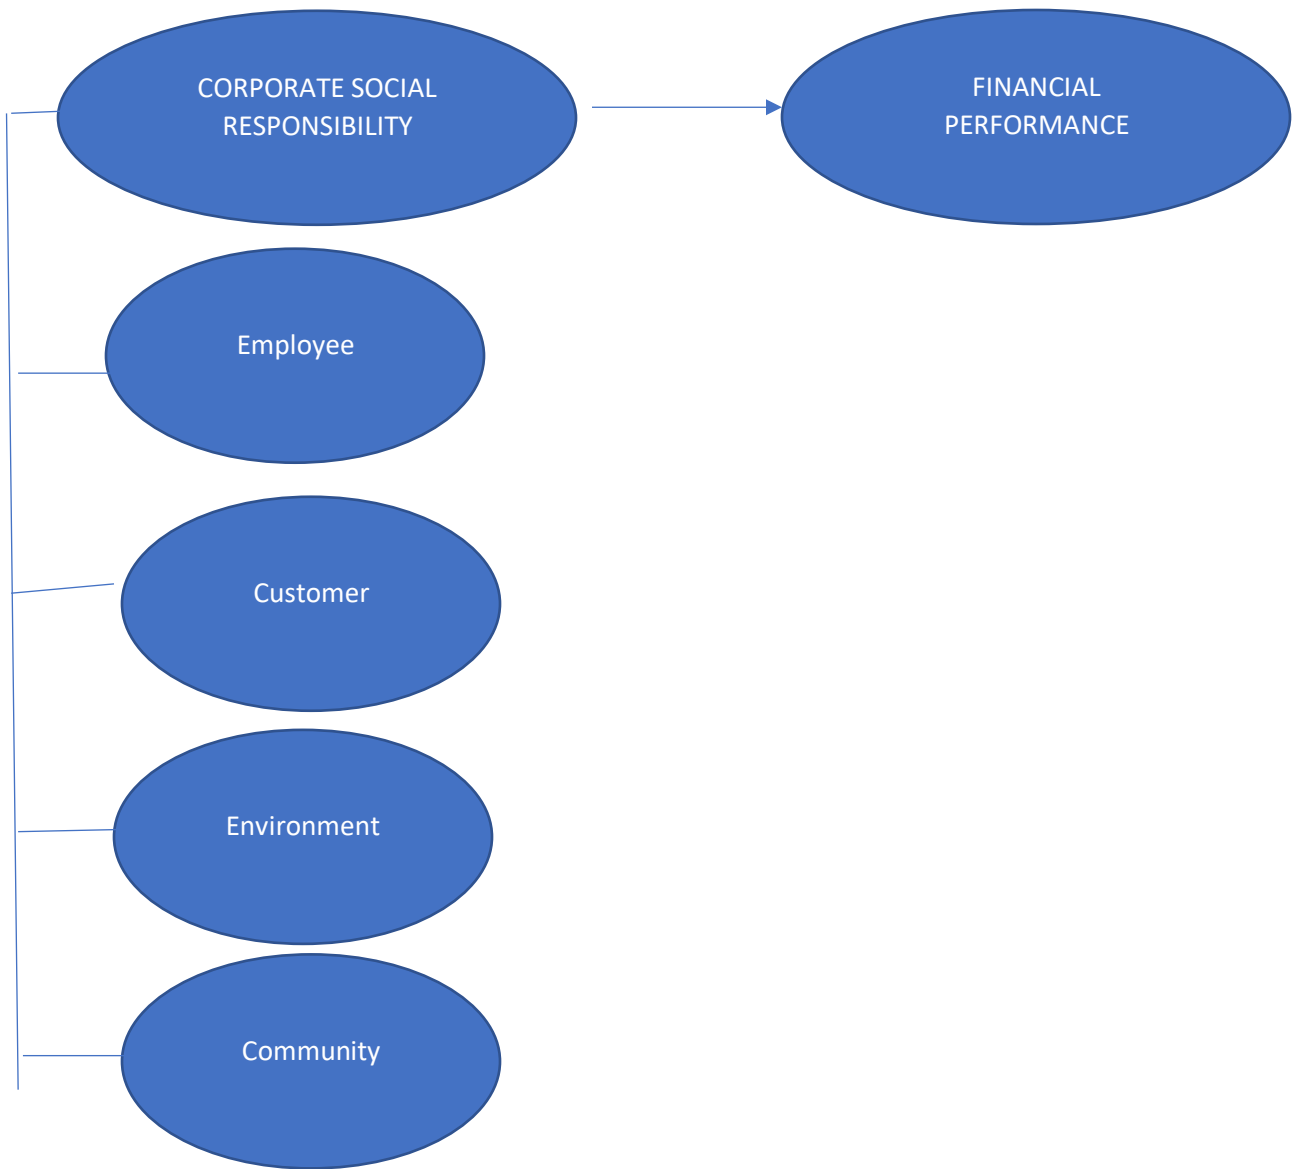 CORPORATE SOCIAL
RESPONSIBILITY
FINANCIAL
PERFORMANCE
Employee
Customer
Environment
Community